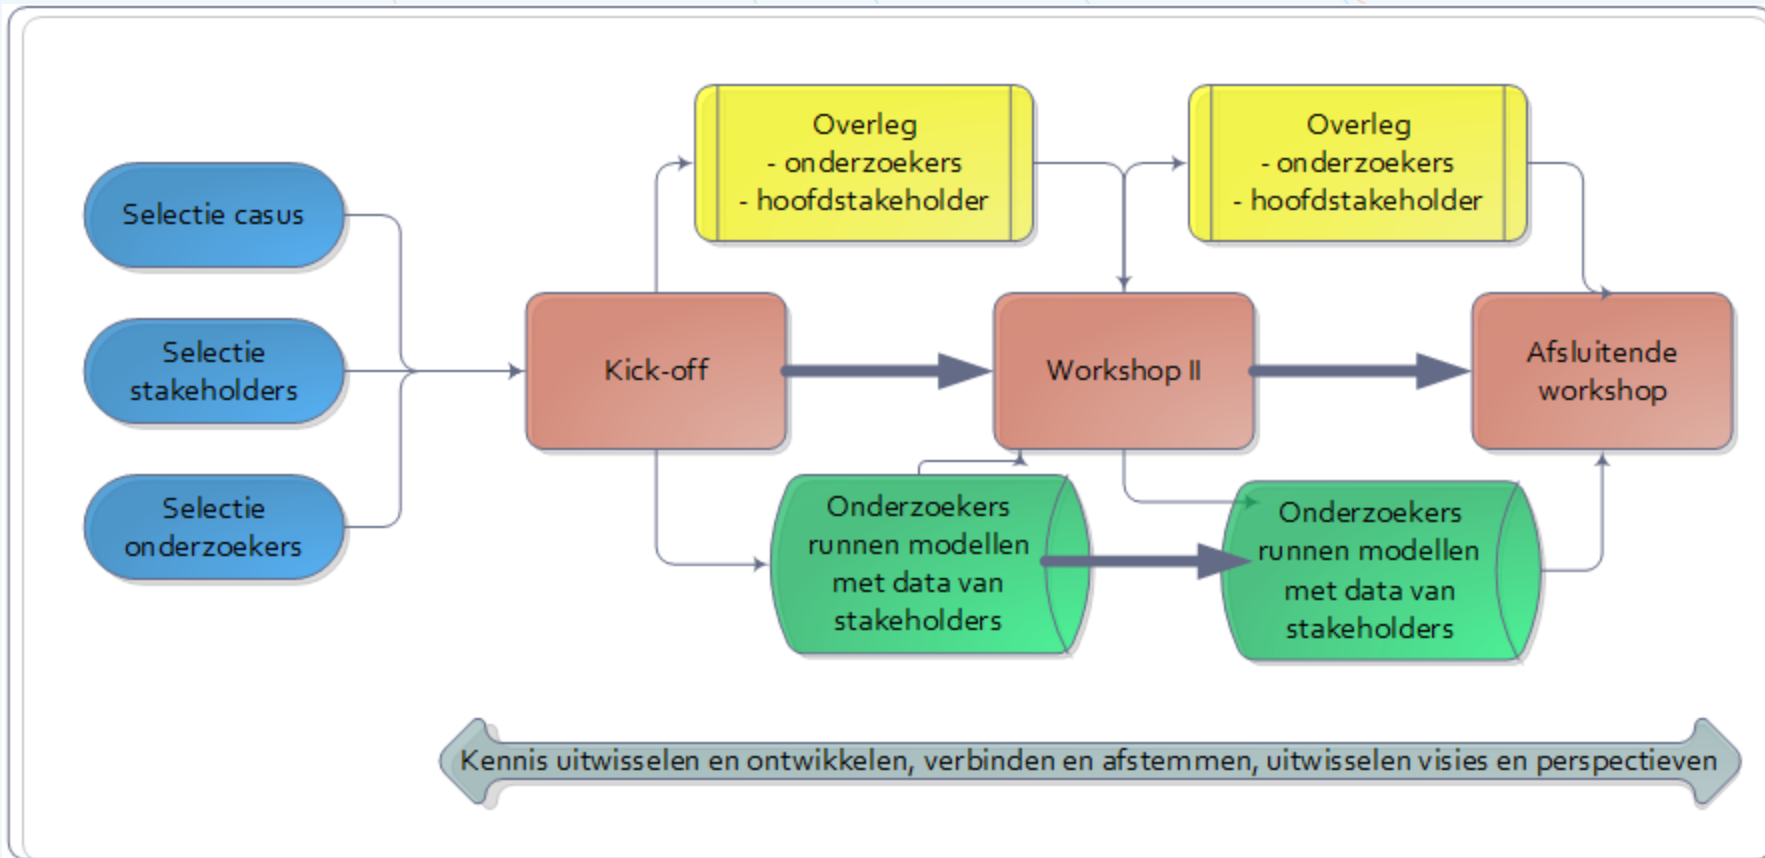 Overleg
- onderzoekers
- hoofdstakeholder
Overleg
- onderzoekers
- hoofdstakeholder
Selectie casus
Selectie
stakeholders
Selectie
onderzoekers
Kick-off
Workshop II
Afsluitende
workshop
Onderzoekers
runnen modellen
met data van
stakeholders
Onderzoekers
runnen modellen
met data van
stakeholders
Kennis uitwisselen en ontwikkelen, verbinden en afstemmen, uitwisselen visies en perspectieven